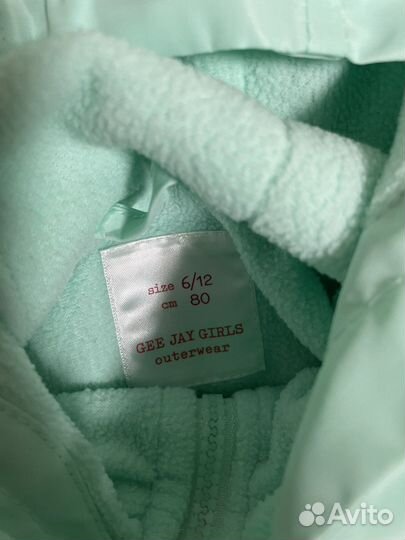 size 6/12
cm 80
GEE JAY GIRLS
outerwear
Avito